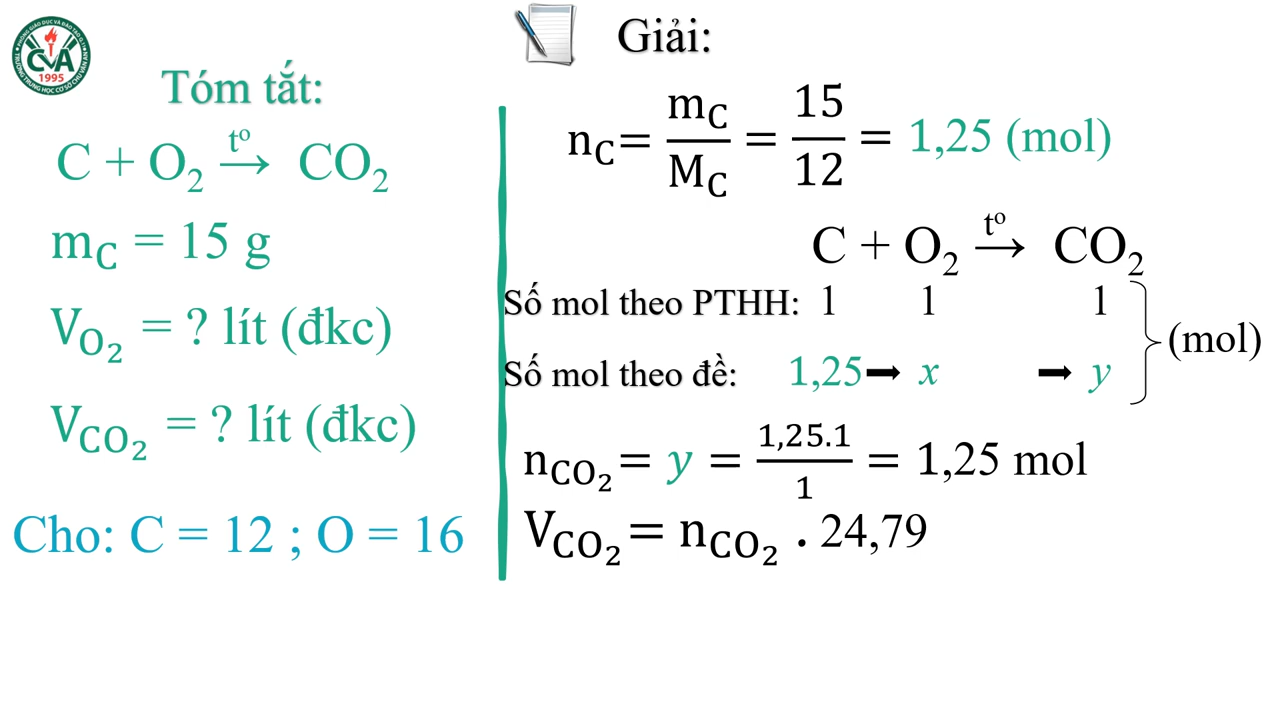 CVA
1995
Tóm tắt:
C + O₂ →(tº) CO₂
m_C = 15 g
V_O₂ = ? lít (đkc)
V_CO₂ = ? lít (đkc)
Cho: C = 12 ; O = 16
Giải:
n_C = m_C/M_C = 15/12 = 1,25 (mol)
C + O₂ →(tº) CO₂
Số mol theo PTHH: 1 1 1
(mol)
Số mol theo đề: 1,25 ➡ x ➡ y
n_CO₂ = y = 1,25.1/1 = 1,25 mol
V_CO₂ = n_CO₂ . 24,79